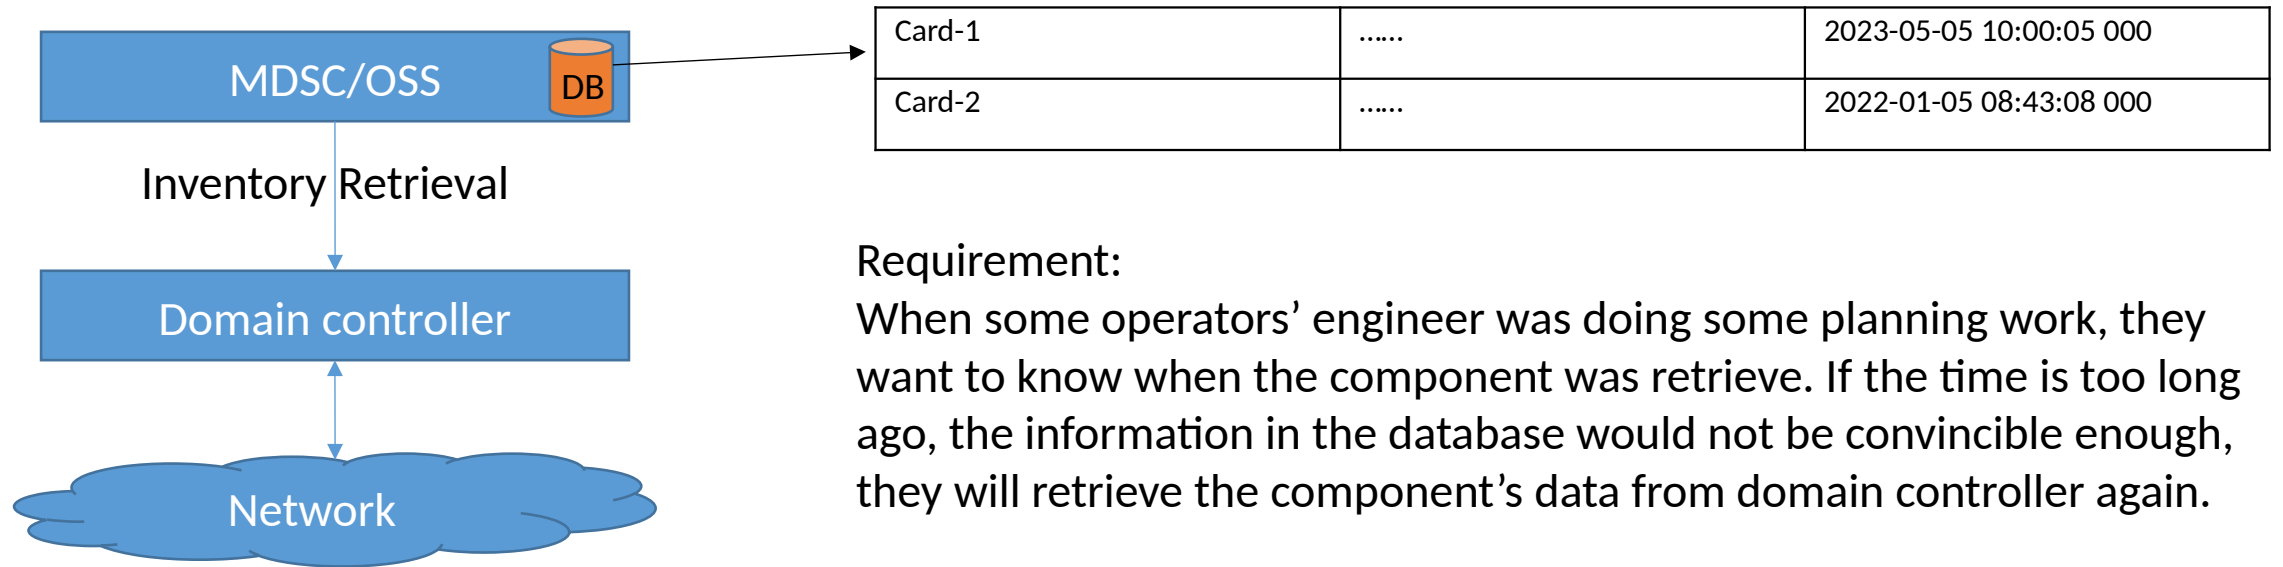 MDSC/OSS
DB
Card-1 …… 2023-05-05 10:00:05 000
Card-2 …… 2022-01-05 08:43:08 000
Inventory Retrieval
Domain controller
Network
Requirement:
When some operators’ engineer was doing some planning work, they
want to know when the component was retrieve. If the time is too long
ago, the information in the database would not be convincible enough,
they will retrieve the component’s data from domain controller again.